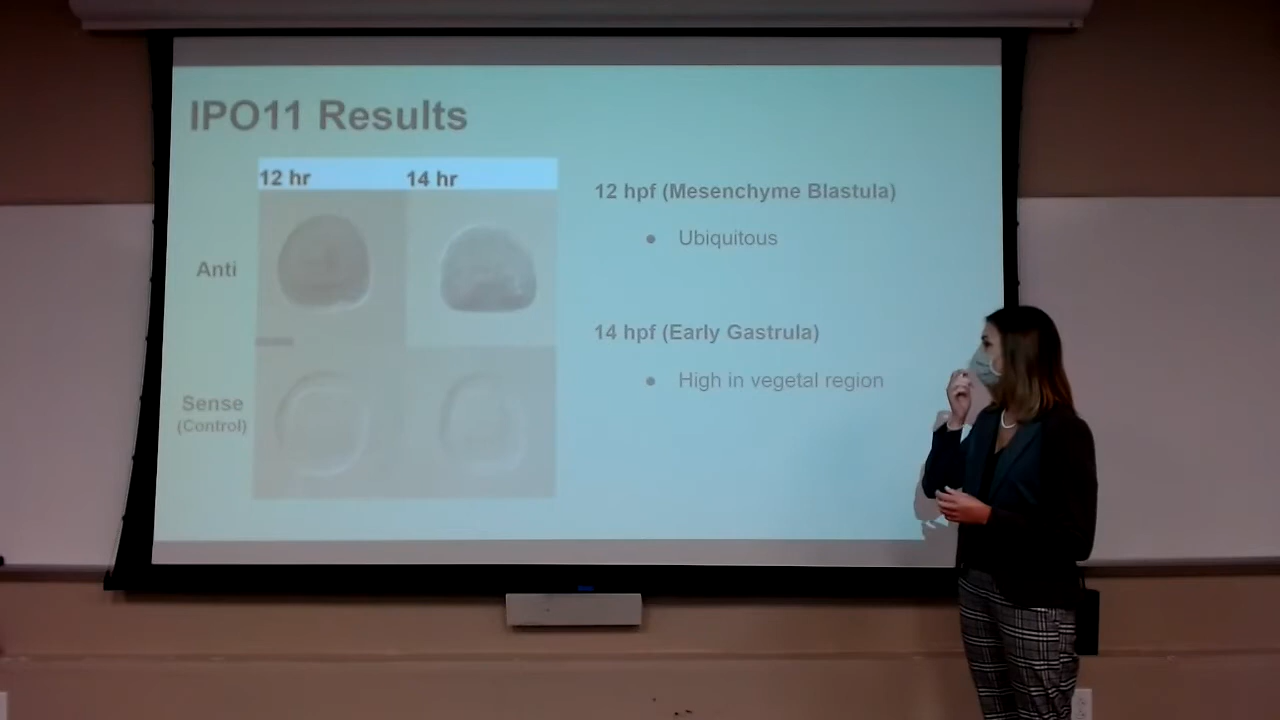 IPO11 Results
12 hr
14 hr
Anti
Sense
(Control)
12 hpf (Mesenchyme Blastula)
● Ubiquitous
14 hpf (Early Gastrula)
● High in vegetal region